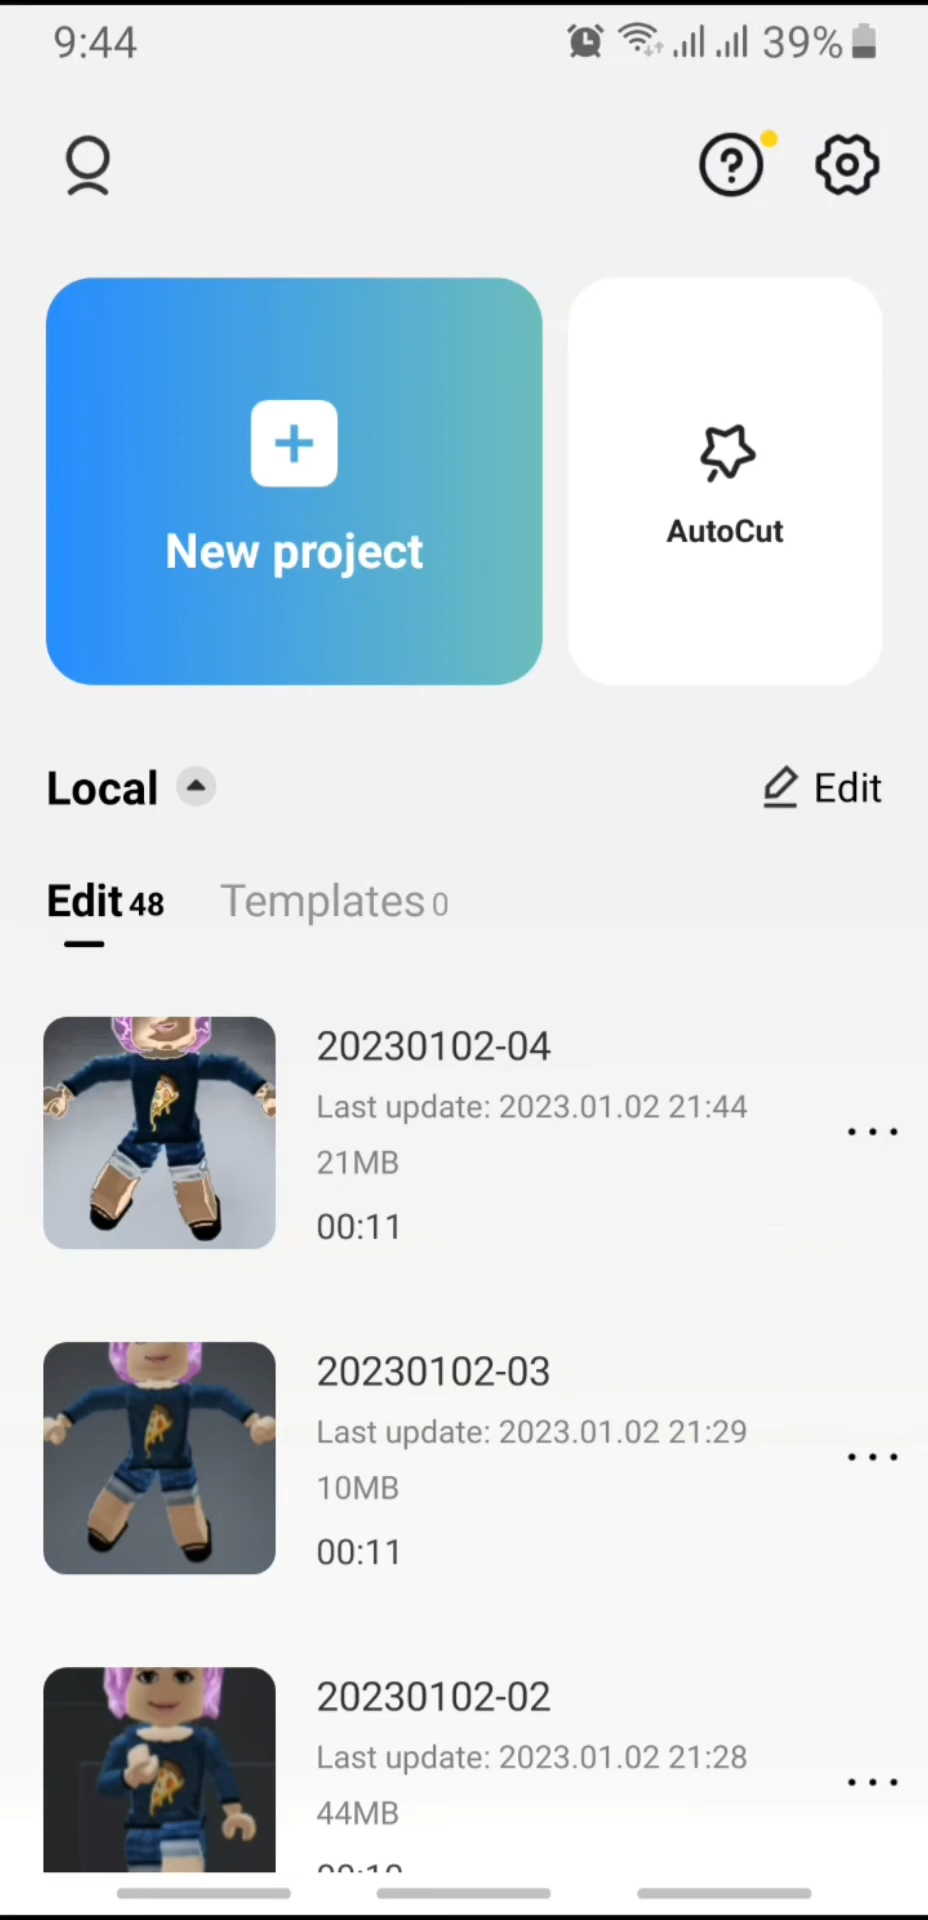 9:44 39%
New project
AutoCut
Local Edit
Edit 48 Templates 0
20230102-04
Last update: 2023.01.02 21:44
21MB
00:11
20230102-03
Last update: 2023.01.02 21:29
10MB
00:11
20230102-02
Last update: 2023.01.02 21:28
44MB